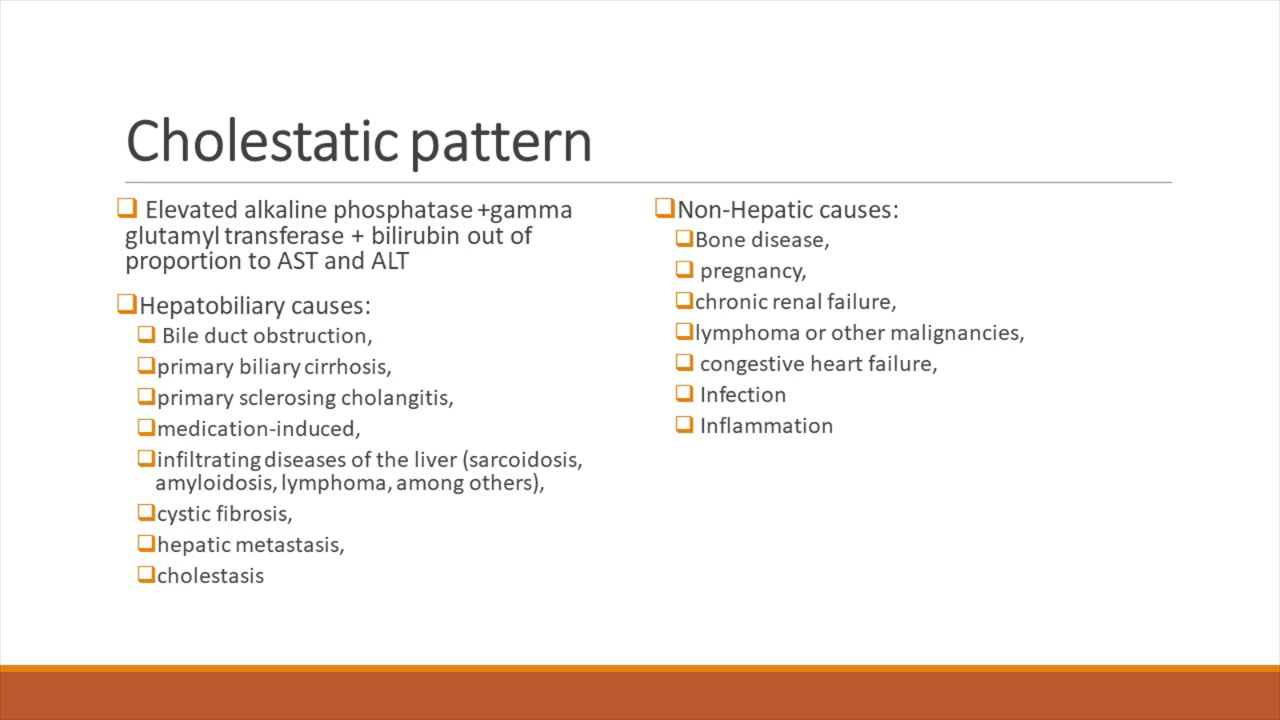 Cholestatic pattern
Elevated alkaline phosphatase +gamma
glutamyl transferase + bilirubin out of
proportion to AST and ALT
Hepatobiliary causes:
Bile duct obstruction,
primary biliary cirrhosis,
primary sclerosing cholangitis,
medication-induced,
infiltrating diseases of the liver (sarcoidosis,
amyloidosis, lymphoma, among others),
cystic fibrosis,
hepatic metastasis,
cholestasis
Non-Hepatic causes:
Bone disease,
pregnancy,
chronic renal failure,
lymphoma or other malignancies,
congestive heart failure,
Infection
Inflammation